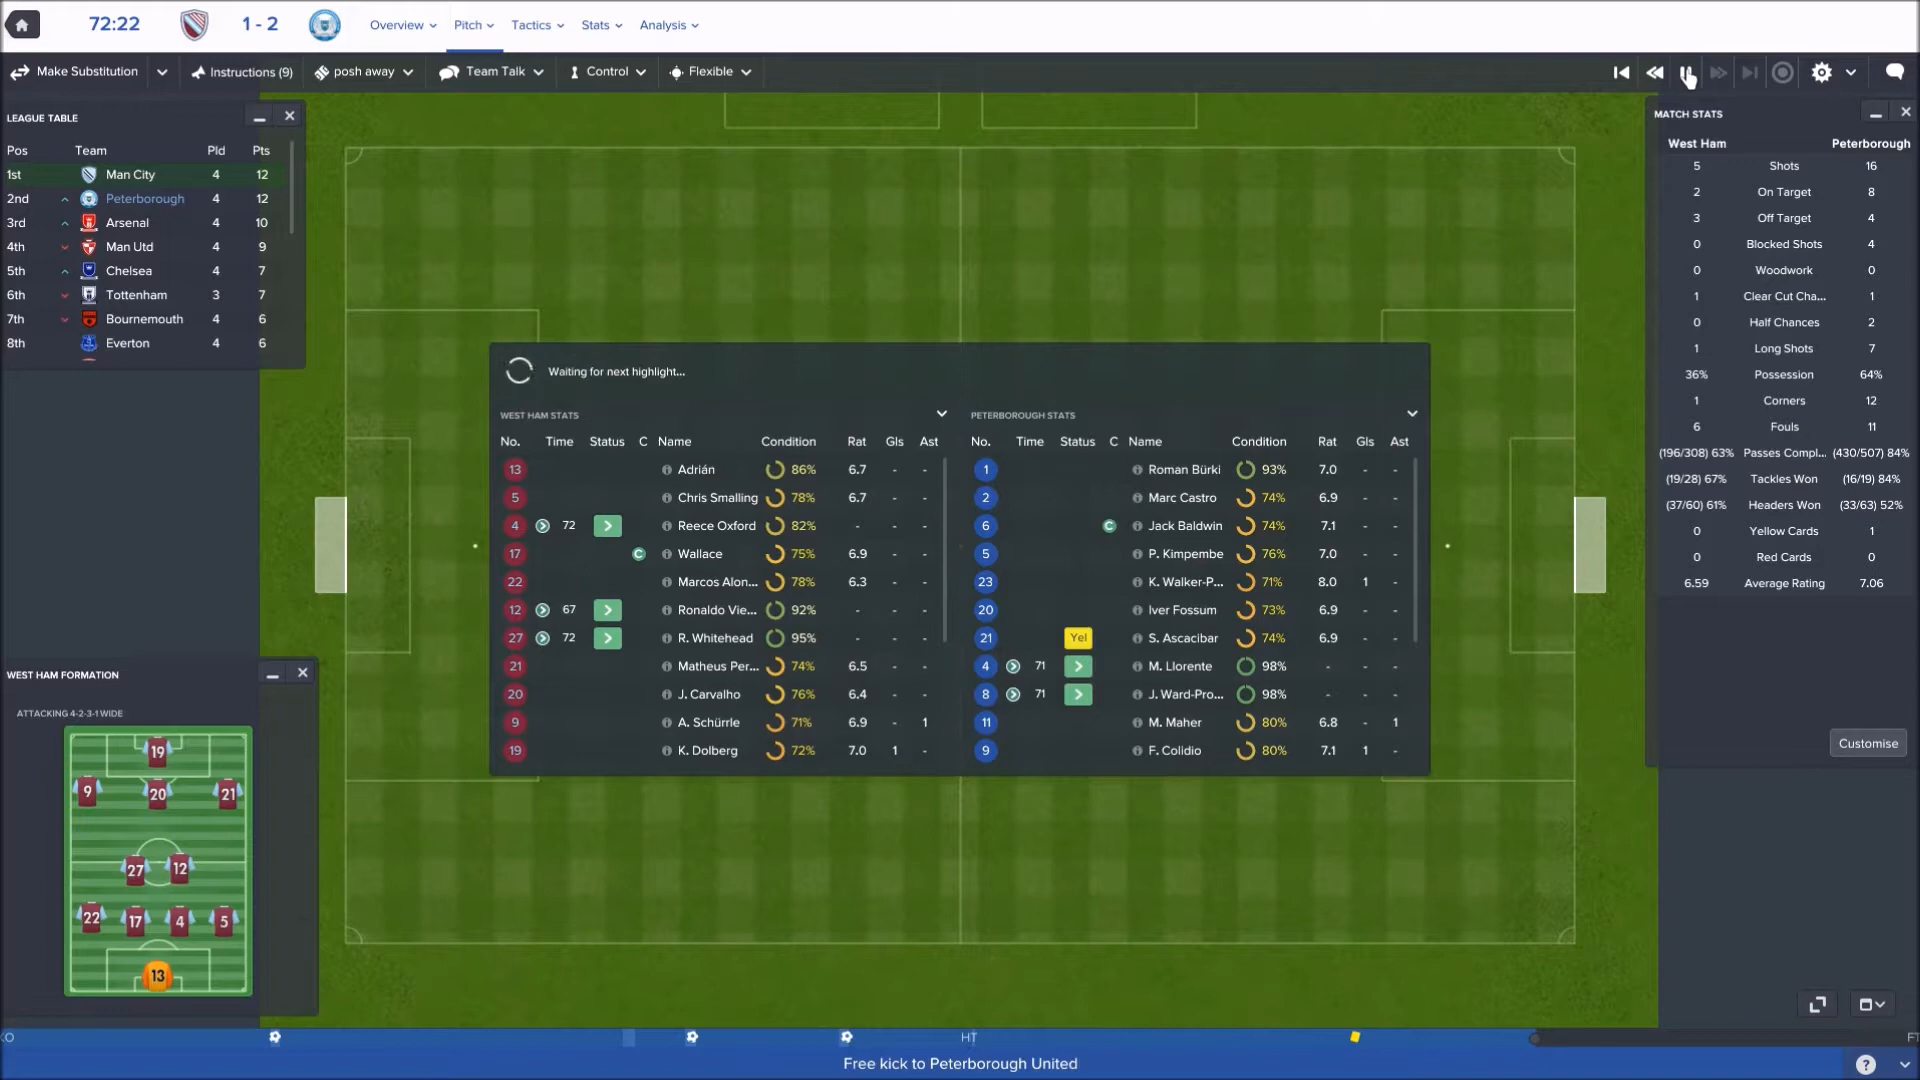 72:22 1 - 2 Overview Pitch Tactics Stats Analysis
Make Substitution Instructions (9) posh away Team Talk Control Flexible
LEAGUE TABLE
Pos Team Pld Pts
1st Man City 4 12
2nd Peterborough 4 12
3rd Arsenal 4 10
4th Man Utd 4 9
5th Chelsea 4 7
6th Tottenham 3 7
7th Bournemouth 4 6
8th Everton 4 6
WEST HAM FORMATION
ATTACKING 4-2-3-1 WIDE
19
9 20 21
27 12
22 17 4 5
13
Waiting for next highlight...
WEST HAM STATS
No. Time Status C Name Condition Rat Gls Ast
13 Adrián 86% 6.7 - -
5 Chris Smalling 78% 6.7 - -
4 72 Reece Oxford 82% - - -
17 C Wallace 75% 6.9 - -
22 Marcos Alon... 78% 6.3 - -
12 67 Ronaldo Vie... 92% - - -
27 72 R. Whitehead 95% - - -
21 Matheus Per... 74% 6.5 - -
20 J. Carvalho 76% 6.4 - -
9 A. Schürrle 71% 6.9 - 1
19 K. Dolberg 72% 7.0 1 -
PETERBOROUGH STATS
No. Time Status C Name Condition Rat Gls Ast
1 Roman Bürki 93% 7.0 - -
2 Marc Castro 74% 6.9 - -
6 C Jack Baldwin 74% 7.1 - -
5 P. Kimpembe 76% 7.0 - -
23 K. Walker-P... 71% 8.0 1 -
20 Iver Fossum 73% 6.9 - -
21 Yel S. Ascacibar 74% 6.9 - -
4 71 M. Llorente 98% - - -
8 71 J. Ward-Pro... 98% - - -
11 M. Maher 80% 6.8 - 1
9 F. Colidio 80% 7.1 1 -
MATCH STATS
West Ham Peterborough
5 Shots 16
2 On Target 8
3 Off Target 4
0 Blocked Shots 4
0 Woodwork 0
1 Clear Cut Cha... 1
0 Half Chances 2
1 Long Shots 7
36% Possession 64%
1 Corners 12
6 Fouls 11
(196/308) 63% Passes Compl... (430/507) 84%
(19/28) 67% Tackles Won (16/19) 84%
(37/60) 61% Headers Won (33/63) 52%
0 Yellow Cards 1
0 Red Cards 0
6.59 Average Rating 7.06
Customise
KO HT FT
Free kick to Peterborough United ?